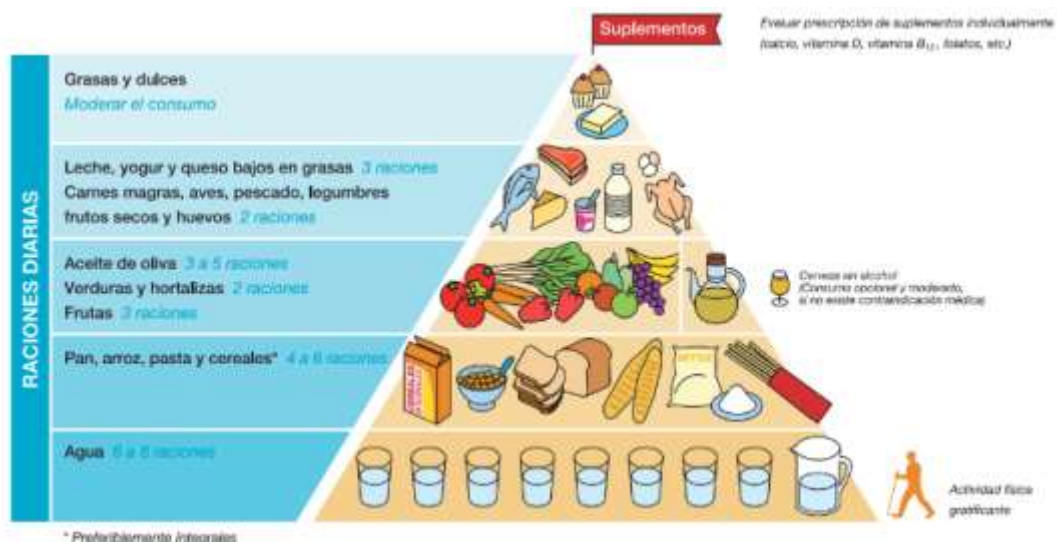 Suplementos
Evaluar prescripción de suplementos individualmente
(calcio, vitamina D, vitamina B₁₂, folatos, etc.)
RACIONES DIARIAS
Grasas y dulces
Moderar el consumo
Leche, yogur y queso bajos en grasas 3 raciones
Carnes magras, aves, pescado, legumbres
frutos secos y huevos 2 raciones
Aceite de oliva 3 a 5 raciones
Verduras y hortalizas 2 raciones
Frutas 3 raciones
Cerveza sin alcohol
(Consumo opcional y moderado,
si no existe contraindicación médica)
Pan, arroz, pasta y cereales* 4 a 6 raciones
CEREALES
ARROZ
Agua raciones
Actividad física
gratificante
* Preferiblemente integrales